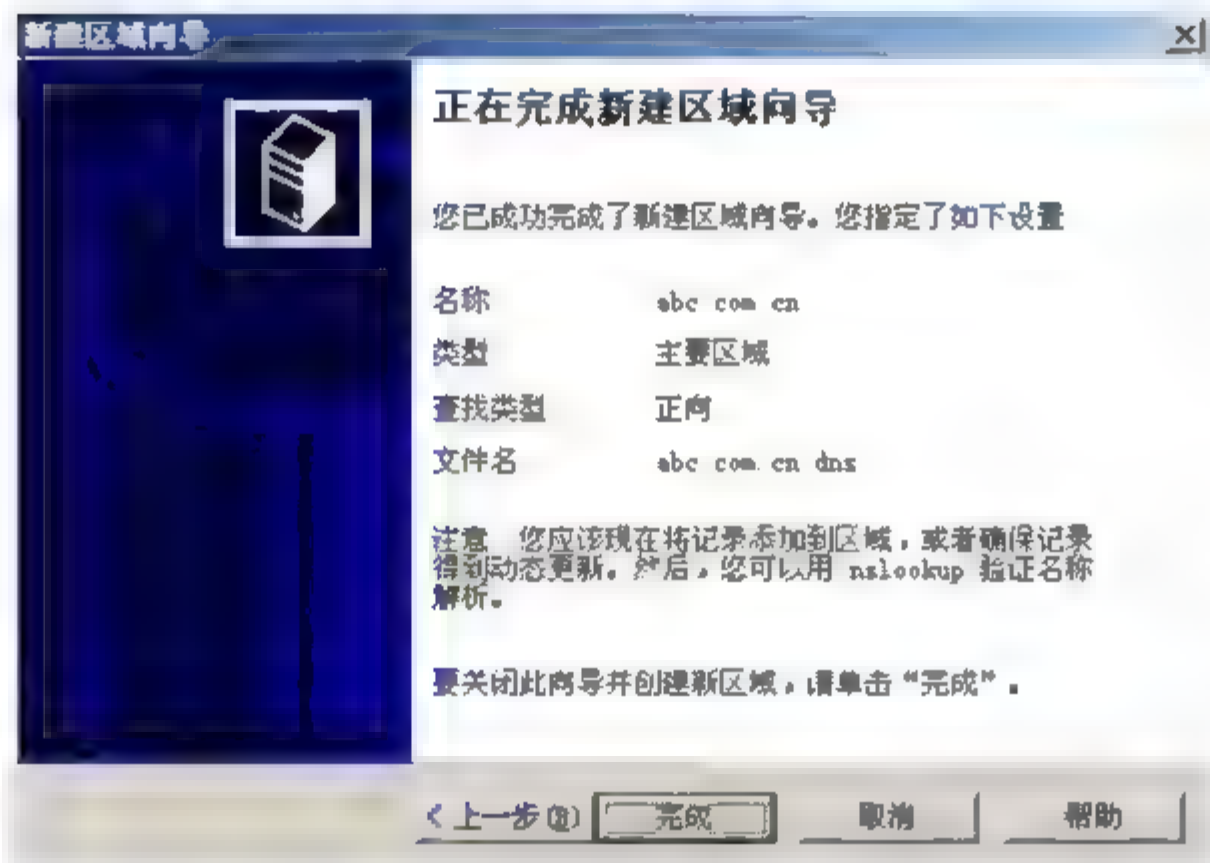 新建区域向导
正在完成新建区域向导
您已成功完成了新建区域向导。您指定了如下设置
名称 abc com cn
类型 主要区域
查找类型 正向
文件名 abc com.cn dns
注意 您应该现在将记录添加到区域，或者确保记录
得到动态更新。然后，您可以用 nslookup 验证名称
解析。
要关闭此向导并创建新区域，请单击“完成”。
< 上一步(B) 完成 取消 帮助